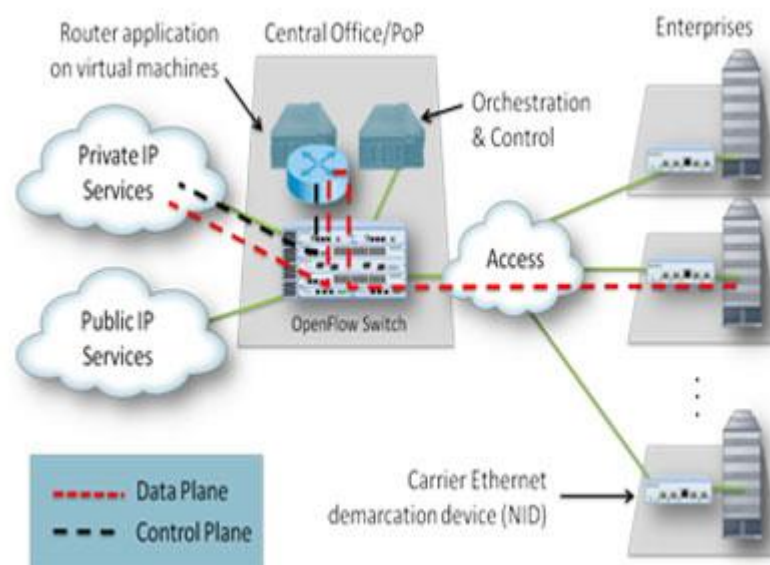 Router application
on virtual machines
Central Office/PoP
Enterprises
Orchestration
& Control
Private IP
Services
Access
Public IP
Services
OpenFlow Switch
Data Plane
Control Plane
Carrier Ethernet
demarcation device (NID)